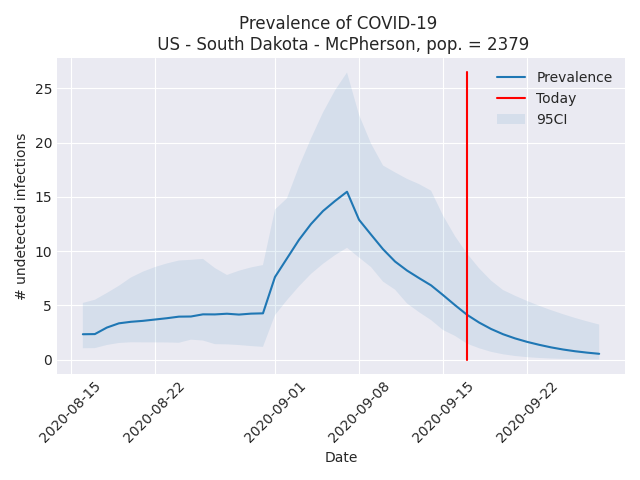 Prevalence of COVID-19
US - South Dakota - McPherson, pop. = 2379
Prevalence
Today
95CI
# undetected infections
25
20
15
10
5
0
2020-08-15
2020-08-22
2020-09-01
2020-09-08
2020-09-15
2020-09-22
Date